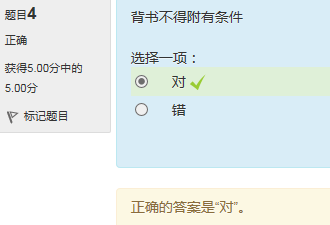 题目4
正确
获得5.00分中的
5.00分
标记题目
背书不得附有条件
选择一项：
对
错
正确的答案是“对”。